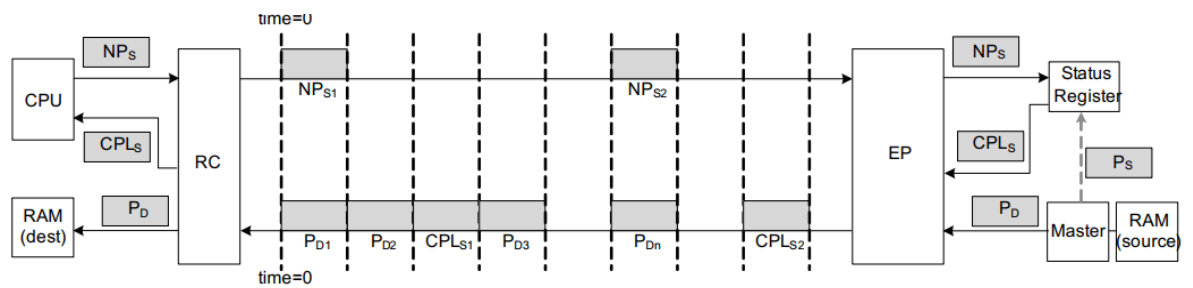 time=0
NPS
NPS
CPU
NPS1
NPS2
Status
Register
CPLS
RC
EP
CPLS
PS
PD
PD
RAM
(dest)
Master
RAM
(source)
PD1
PD2
CPLS1
PD3
PDn
CPLS2
time=0